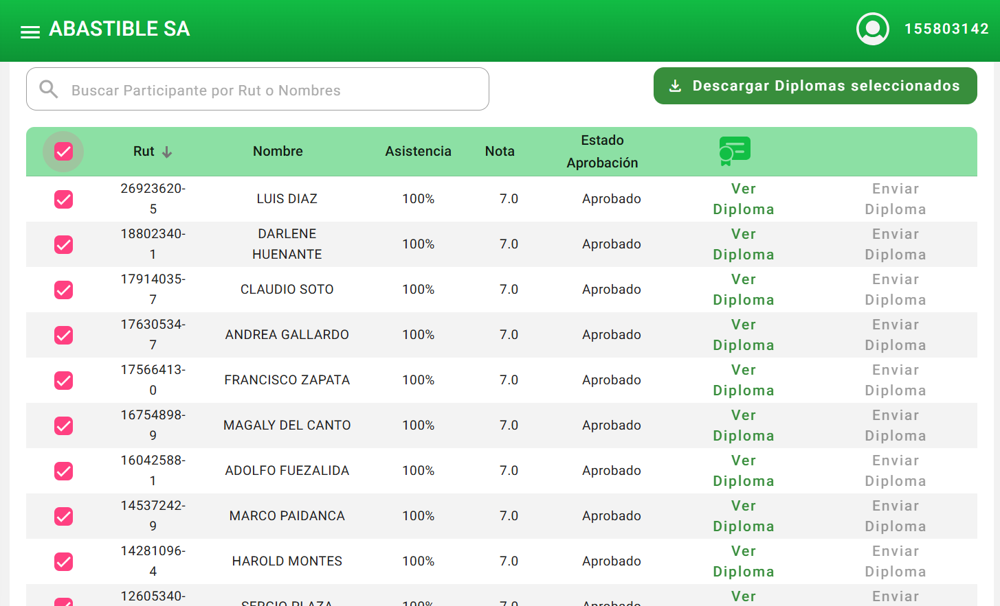 ABASTIBLE SA
155803142
Buscar Participante por Rut o Nombres
Descargar Diplomas seleccionados
Rut Nombre Asistencia Nota Estado Aprobación
26923620-5 LUIS DIAZ 100% 7.0 Aprobado Ver Diploma Enviar Diploma
18802340-1 DARLENE HUENANTE 100% 7.0 Aprobado Ver Diploma Enviar Diploma
17914035-7 CLAUDIO SOTO 100% 7.0 Aprobado Ver Diploma Enviar Diploma
17630534-7 ANDREA GALLARDO 100% 7.0 Aprobado Ver Diploma Enviar Diploma
17566413-0 FRANCISCO ZAPATA 100% 7.0 Aprobado Ver Diploma Enviar Diploma
16754898-9 MAGALY DEL CANTO 100% 7.0 Aprobado Ver Diploma Enviar Diploma
16042588-1 ADOLFO FUEZALIDA 100% 7.0 Aprobado Ver Diploma Enviar Diploma
14537242-9 MARCO PAIDANCA 100% 7.0 Aprobado Ver Diploma Enviar Diploma
14281096-4 HAROLD MONTES 100% 7.0 Aprobado Ver Diploma Enviar Diploma
12605340- SERGIO PLAZA 100% 7.0 Aprobado Ver Enviar